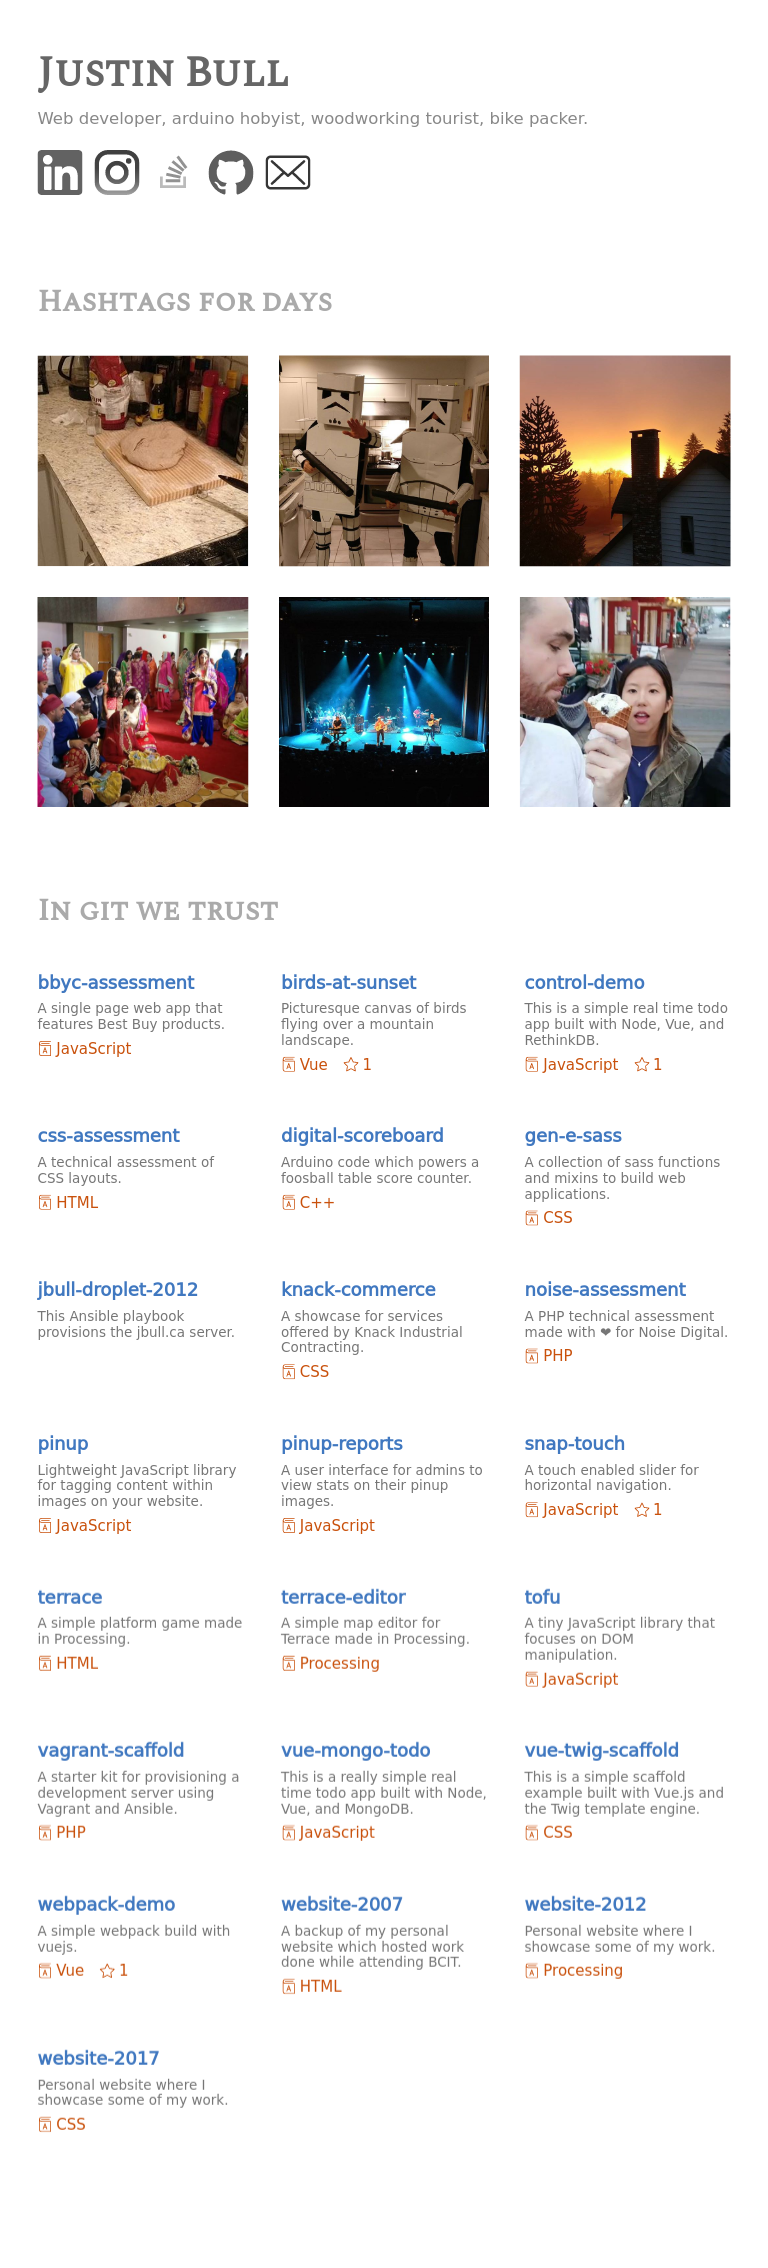 Justin Bull
Web developer, arduino hobyist, woodworking tourist, bike packer.
in
Hashtags for days
In git we trust
bbyc-assessment
A single page web app that
features Best Buy products.
JavaScript
birds-at-sunset
Picturesque canvas of birds
flying over a mountain
landscape.
Vue 1
control-demo
This is a simple real time todo
app built with Node, Vue, and
RethinkDB.
JavaScript 1
css-assessment
A technical assessment of
CSS layouts.
HTML
digital-scoreboard
Arduino code which powers a
foosball table score counter.
C++
gen-e-sass
A collection of sass functions
and mixins to build web
applications.
CSS
jbull-droplet-2012
This Ansible playbook
provisions the jbull.ca server.
knack-commerce
A showcase for services
offered by Knack Industrial
Contracting.
CSS
noise-assessment
A PHP technical assessment
made with ❤ for Noise Digital.
PHP
pinup
Lightweight JavaScript library
for tagging content within
images on your website.
JavaScript
pinup-reports
A user interface for admins to
view stats on their pinup
images.
JavaScript
snap-touch
A touch enabled slider for
horizontal navigation.
JavaScript 1
terrace
A simple platform game made
in Processing.
HTML
terrace-editor
A simple map editor for
Terrace made in Processing.
Processing
tofu
A tiny JavaScript library that
focuses on DOM
manipulation.
JavaScript
vagrant-scaffold
A starter kit for provisioning a
development server using
Vagrant and Ansible.
PHP
vue-mongo-todo
This is a really simple real
time todo app built with Node,
Vue, and MongoDB.
JavaScript
vue-twig-scaffold
This is a simple scaffold
example built with Vue.js and
the Twig template engine.
CSS
webpack-demo
A simple webpack build with
vuejs.
Vue 1
website-2007
A backup of my personal
website which hosted work
done while attending BCIT.
HTML
website-2012
Personal website where I
showcase some of my work.
Processing
website-2017
Personal website where I
showcase some of my work.
CSS